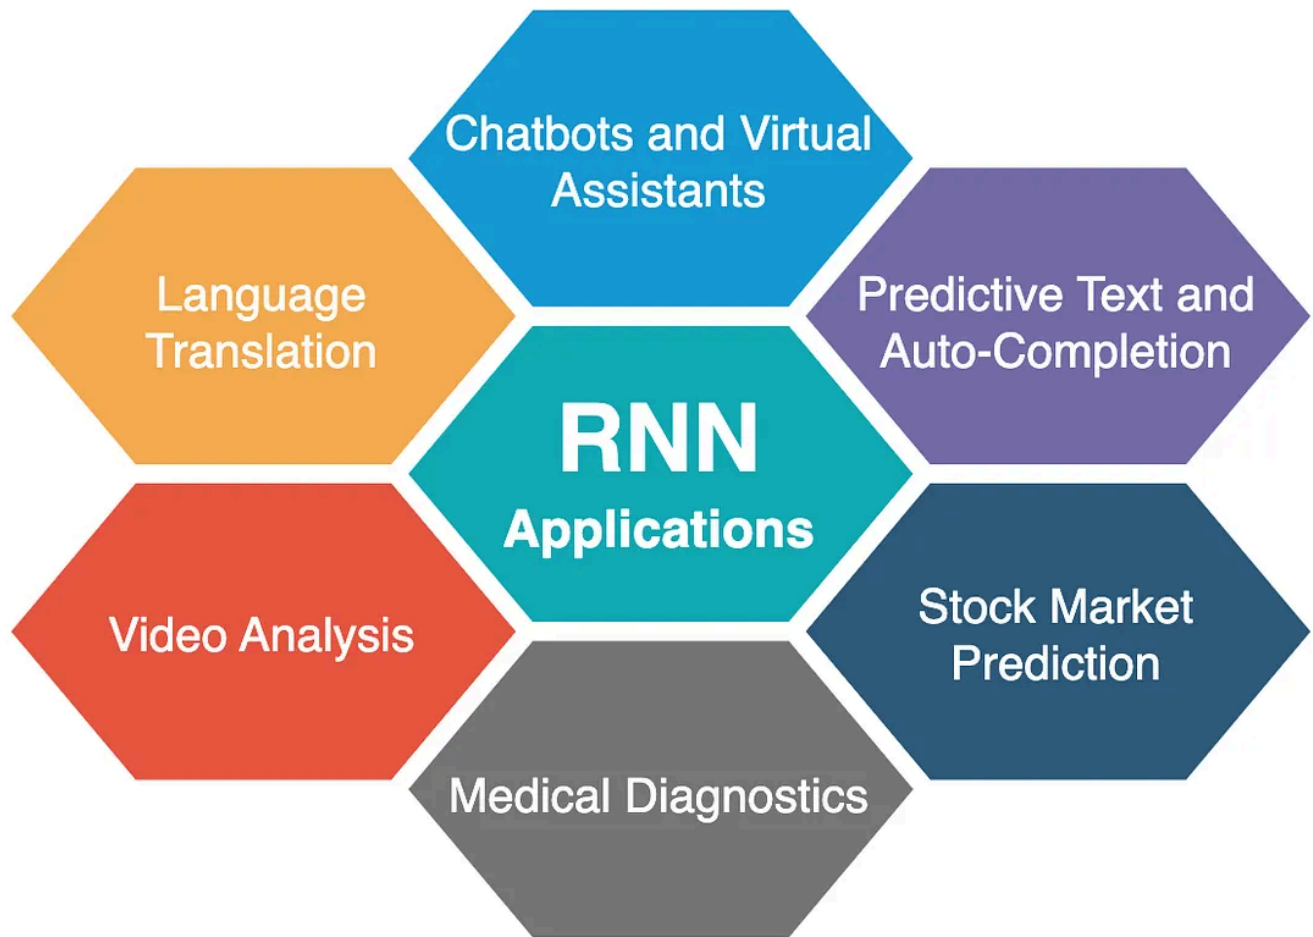 Chatbots and Virtual
Assistants
Language
Translation
Predictive Text and
Auto-Completion
RNN
Applications
Video Analysis
Stock Market
Prediction
Medical Diagnostics